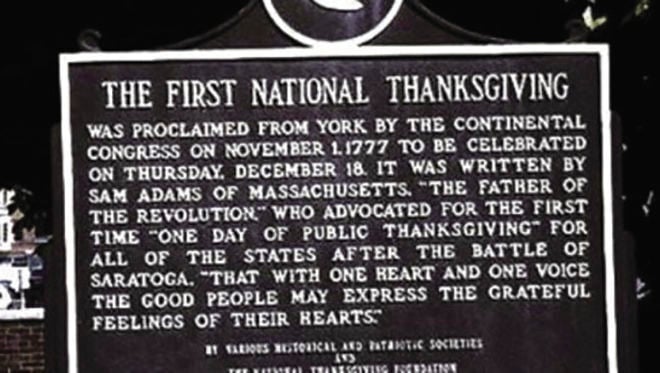 THE FIRST NATIONAL THANKSGIVING
WAS PROCLAIMED FROM YORK BY THE CONTINENTAL
CONGRESS ON NOVEMBER 1, 1777 TO BE CELEBRATED
ON THURSDAY, DECEMBER 18. IT WAS WRITTEN BY
SAM ADAMS OF MASSACHUSETTS, "THE FATHER OF
THE REVOLUTION," WHO ADVOCATED FOR THE FIRST
TIME "ONE DAY OF PUBLIC THANKSGIVING" FOR
ALL OF THE STATES AFTER THE BATTLE OF
SARATOGA, "THAT WITH ONE HEART AND ONE VOICE
THE GOOD PEOPLE MAY EXPRESS THE GRATEFUL
FEELINGS OF THEIR HEARTS."
BY VARIOUS HISTORICAL AND PATRIOTIC SOCIETIES
AND
THE NATIONAL THANKSGIVING FOUNDATION